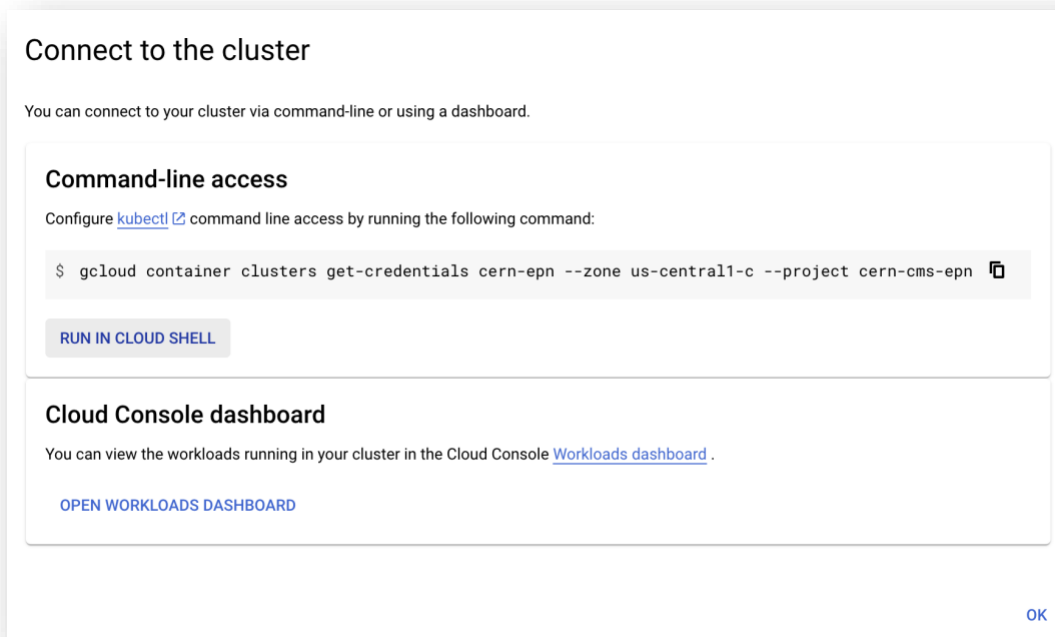 Connect to the cluster
You can connect to your cluster via command-line or using a dashboard.
Command-line access
Configure kubectl command line access by running the following command:
$ gcloud container clusters get-credentials cern-epn --zone us-central1-c --project cern-cms-epn
RUN IN CLOUD SHELL
Cloud Console dashboard
You can view the workloads running in your cluster in the Cloud Console Workloads dashboard .
OPEN WORKLOADS DASHBOARD
OK